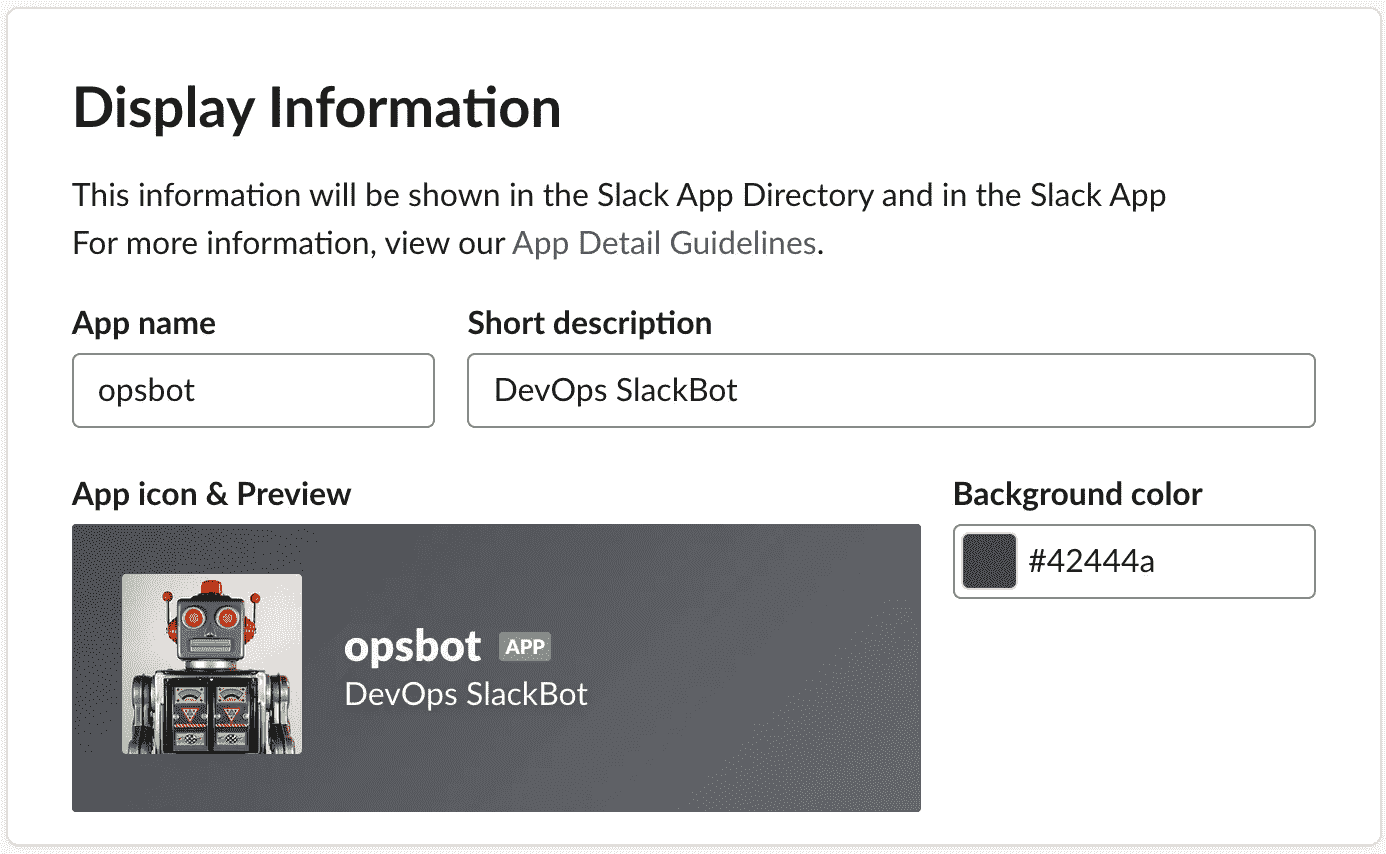 Display Information
This information will be shown in the Slack App Directory and in the Slack App
For more information, view our App Detail Guidelines.
App name
Short description
opsbot
DevOps SlackBot
App icon & Preview
Background color
#42444a
opsbot APP
DevOps SlackBot